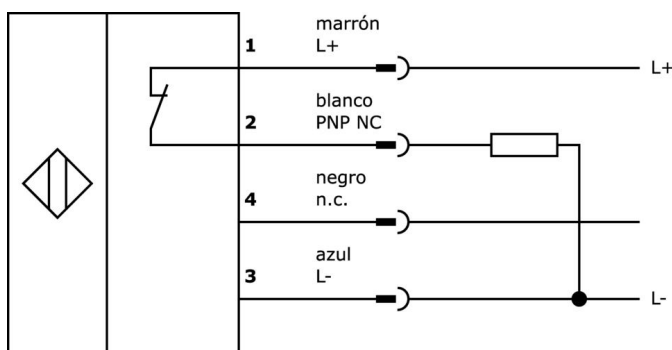 marrón
1 L+
L+
blanco
2 PNP NC
negro
4 n.c.
azul
3 L-
L-